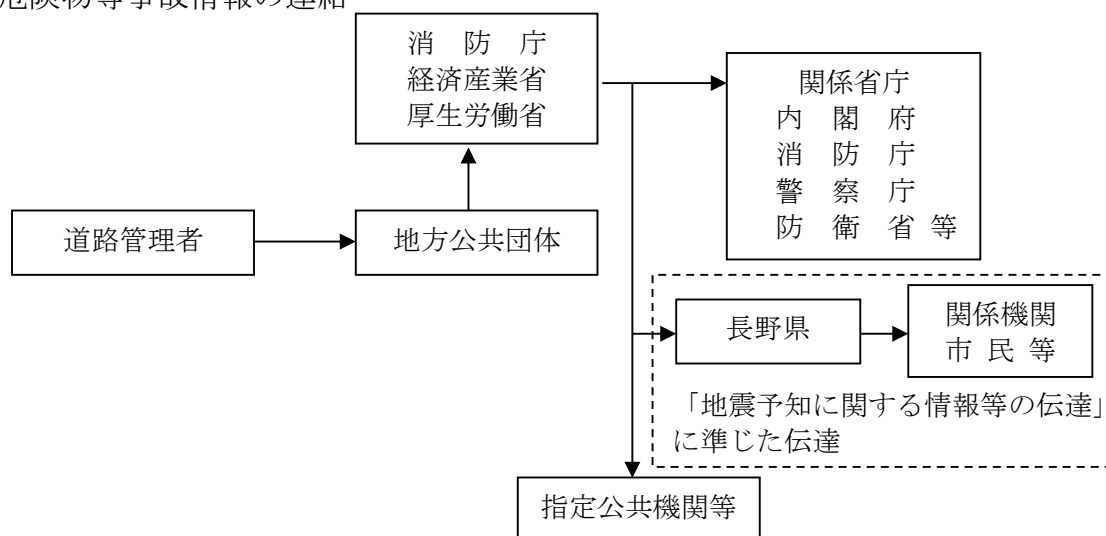 危険物等事故情報の連絡
消 防 庁
経済産業省
厚生労働省
関係省庁
内 閣 府
消 防 庁
警 察 庁
防 衛 省 等
道路管理者
地方公共団体
長野県
関係機関
市 民 等
「地震予知に関する情報等の伝達」
に準じた伝達
指定公共機関等